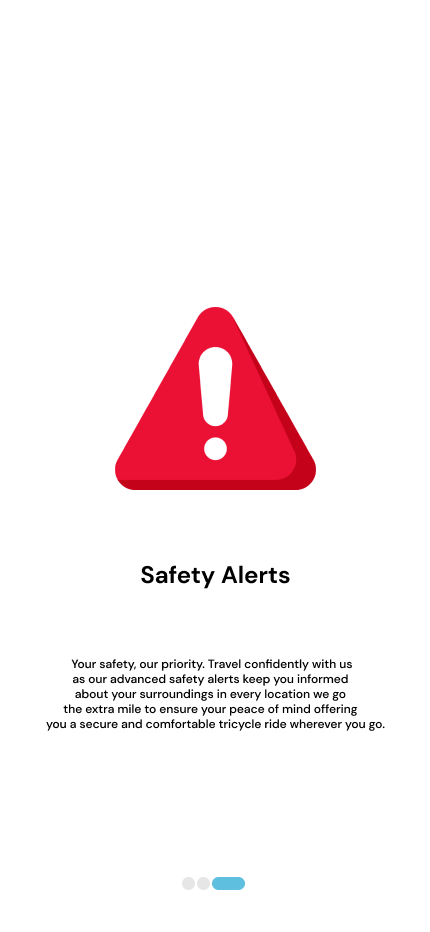 Safety Alerts
Your safety, our priority. Travel confidently with us
as our advanced safety alerts keep you informed
about your surroundings in every location we go
the extra mile to ensure your peace of mind offering
you a secure and comfortable tricycle ride wherever you go.